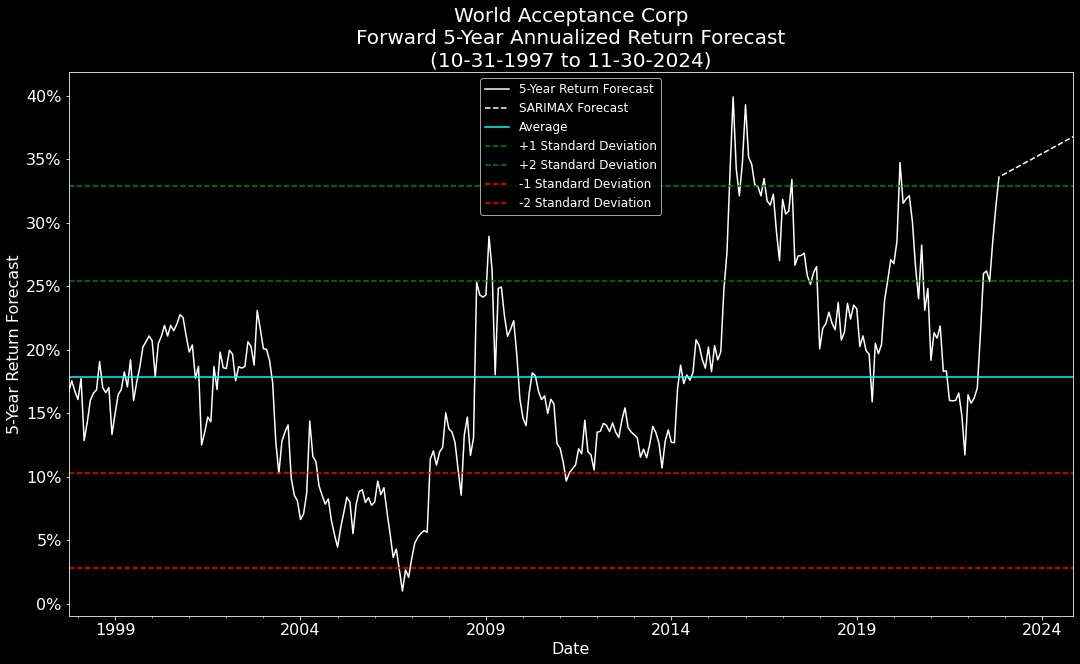 World Acceptance Corp
Forward 5-Year Annualized Return Forecast
(10-31-1997 to 11-30-2024)
5-Year Return Forecast
SARIMAX Forecast
Average
+1 Standard Deviation
+2 Standard Deviation
-1 Standard Deviation
-2 Standard Deviation
5-Year Return Forecast
40%
35%
30%
25%
20%
15%
10%
5%
0%
1999 2004 2009 2014 2019 2024
Date